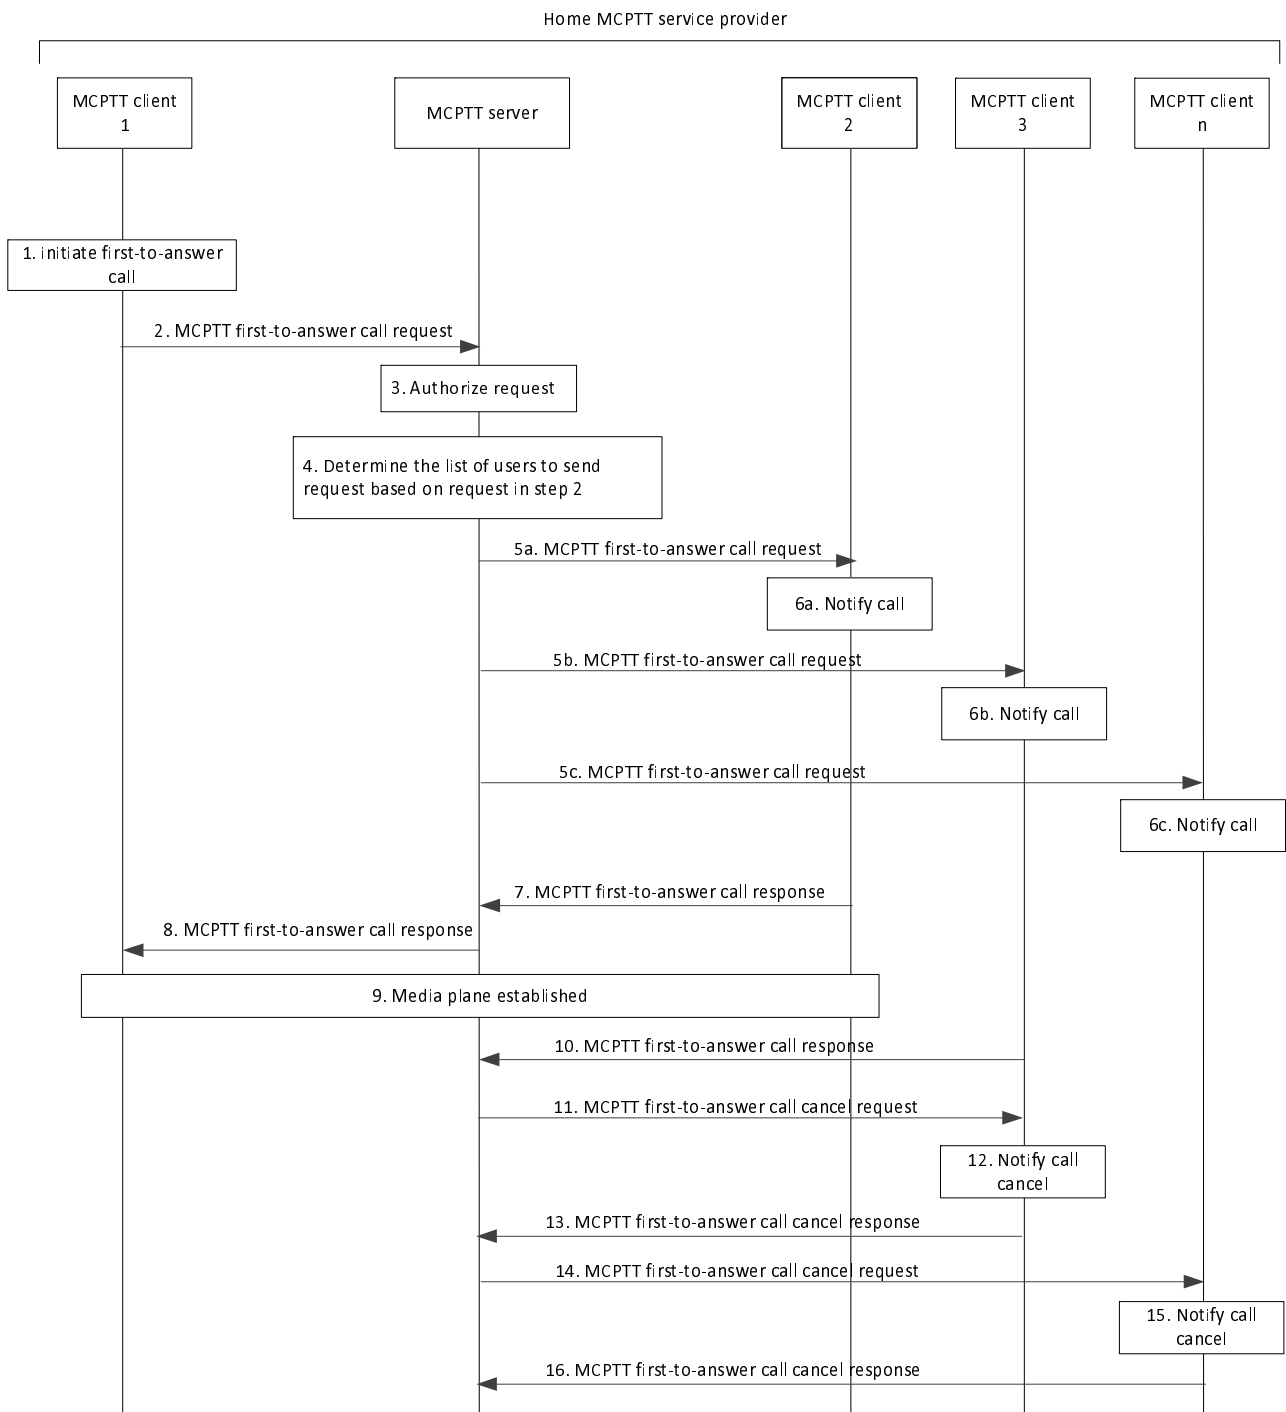 Home MCPTT service provider
MCPTT client
1
MCPTT server
MCPTT client
2
MCPTT client
3
MCPTT client
n
1. initiate first-to-answer
call
2. MCPTT first-to-answer call request
3. Authorize request
4. Determine the list of users to send
request based on request in step 2
5a. MCPTT first-to-answer call request
6a. Notify call
5b. MCPTT first-to-answer call request
6b. Notify call
5c. MCPTT first-to-answer call request
6c. Notify call
7. MCPTT first-to-answer call response
8. MCPTT first-to-answer call response
9. Media plane established
10. MCPTT first-to-answer call response
11. MCPTT first-to-answer call cancel request
12. Notify call
cancel
13. MCPTT first-to-answer call cancel response
14. MCPTT first-to-answer call cancel request
15. Notify call
cancel
16. MCPTT first-to-answer call cancel response